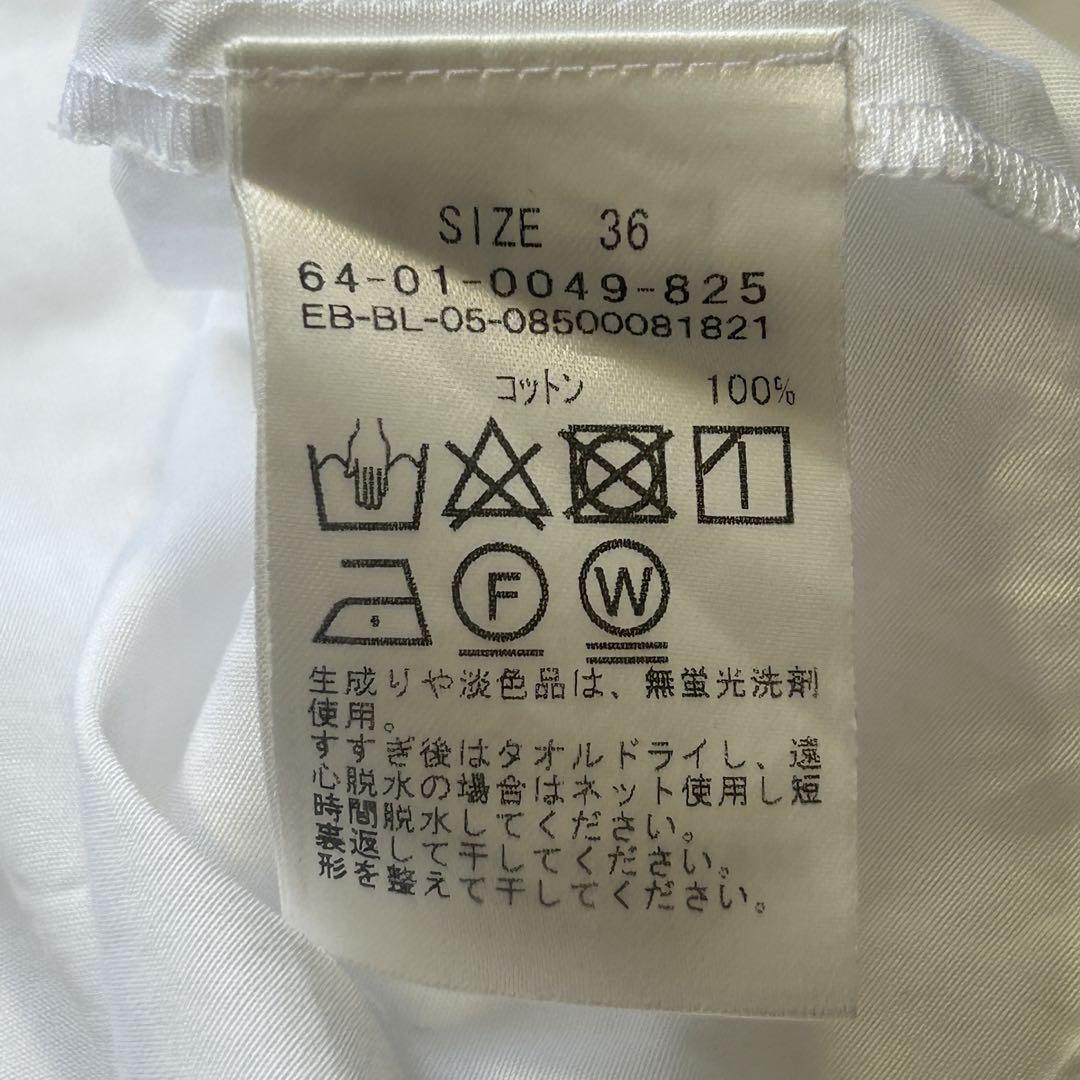 SIZE 36
64-01-0049-825
EB-BL-05-08500081821
コットン 100%
F W
生成りや淡色品は、無蛍光洗剤
使用。
すすぎ後はタオルドライし、遠
心脱水の場合はネット使用し短
時間脱水してください。
裏返して干してください。
形を整えて干してください。